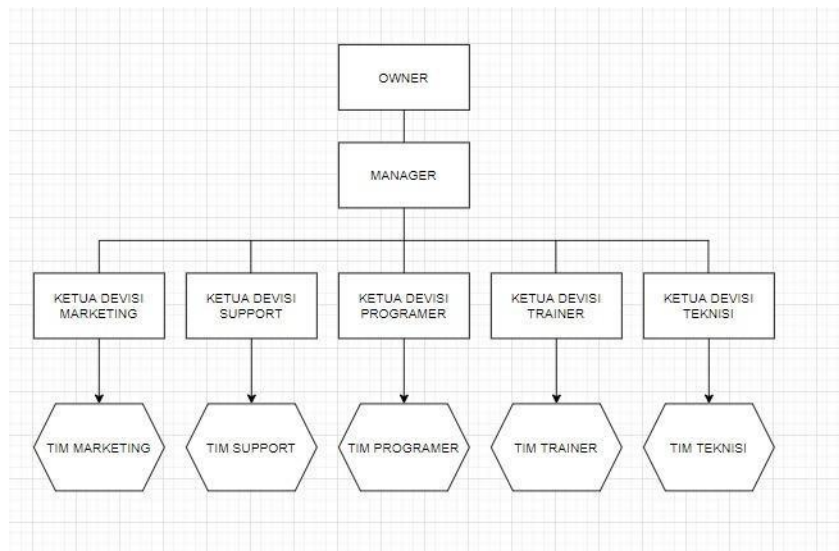 OWNER
MANAGER
KETUA DEVISI
MARKETING
KETUA DEVISI
SUPPORT
KETUA DEVISI
PROGRAMER
KETUA DEVISI
TRAINER
KETUA DEVISI
TEKNISI
TIM MARKETING
TIM SUPPORT
TIM PROGRAMER
TIM TRAINER
TIM TEKNISI